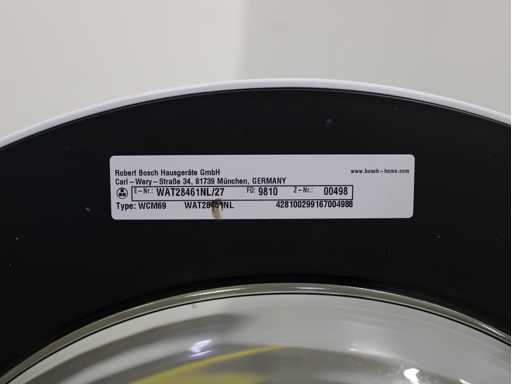 Robert Bosch Hausgeräte GmbH
Carl-Wery-Straße 34, 81739 München, GERMANY
www.bosch-home.com
E-Nr.: WAT28461NL/27 FD: 9810 Z-Nr.: 00498
Type: WCM69 WAT28461NL 428100299167004988